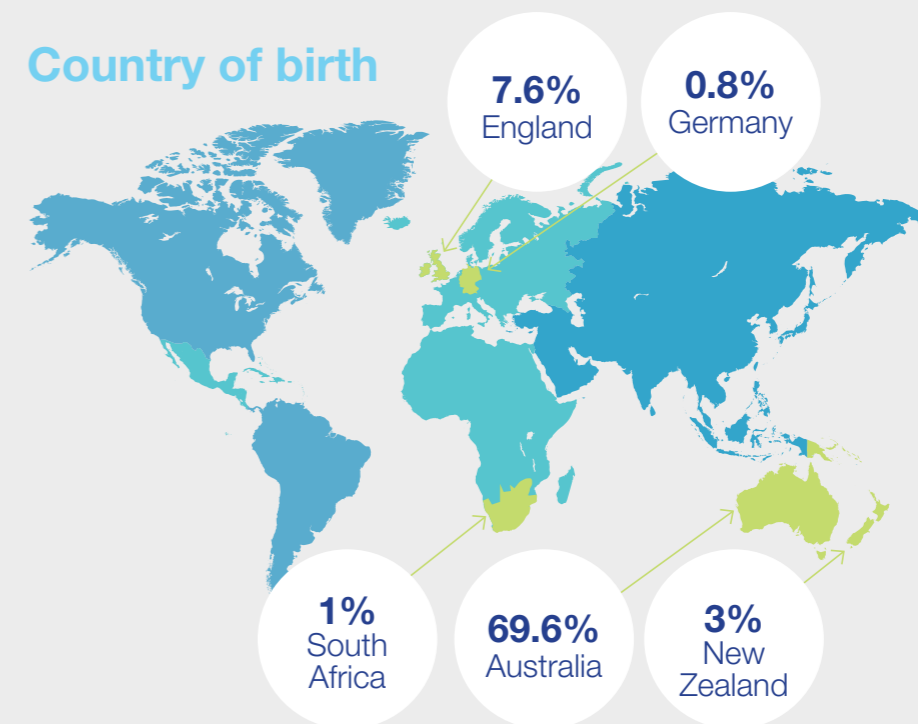 Country of birth
7.6%
England
0.8%
Germany
1%
South
Africa
69.6%
Australia
3%
New
Zealand